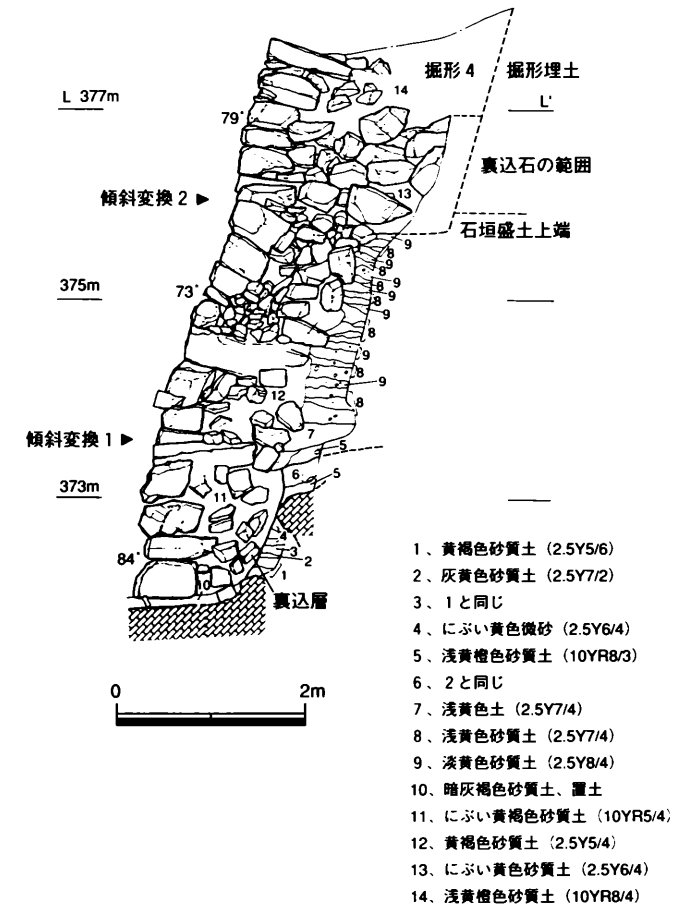 掘形4
掘形埋土
14
L 377m
L'
79°
裏込石の範囲
13
傾斜変換2 ►
石垣盛土上端
9
8
9
8
9
8
9
8
9
375m
73°
8
9
8
9
12
8
7
傾斜変換1 ►
5
6
5
373m
11
4
3
84°
2
1
10
裏込層
0 2m
1、黄褐色砂質土(2.5Y5/6)
2、灰黄色砂質土(2.5Y7/2)
3、1と同じ
4、にぶい黄色微砂(2.5Y6/4)
5、浅黄橙色砂質土(10YR8/3)
6、2と同じ
7、浅黄色土(2.5Y7/4)
8、浅黄色砂質土(2.5Y7/4)
9、淡黄色砂質土(2.5Y8/4)
10、暗灰褐色砂質土、置土
11、にぶい黄褐色砂質土(10YR5/4)
12、黄褐色砂質土(2.5Y5/4)
13、にぶい黄色砂質土(2.5Y6/4)
14、浅黄橙色砂質土(10YR8/4)